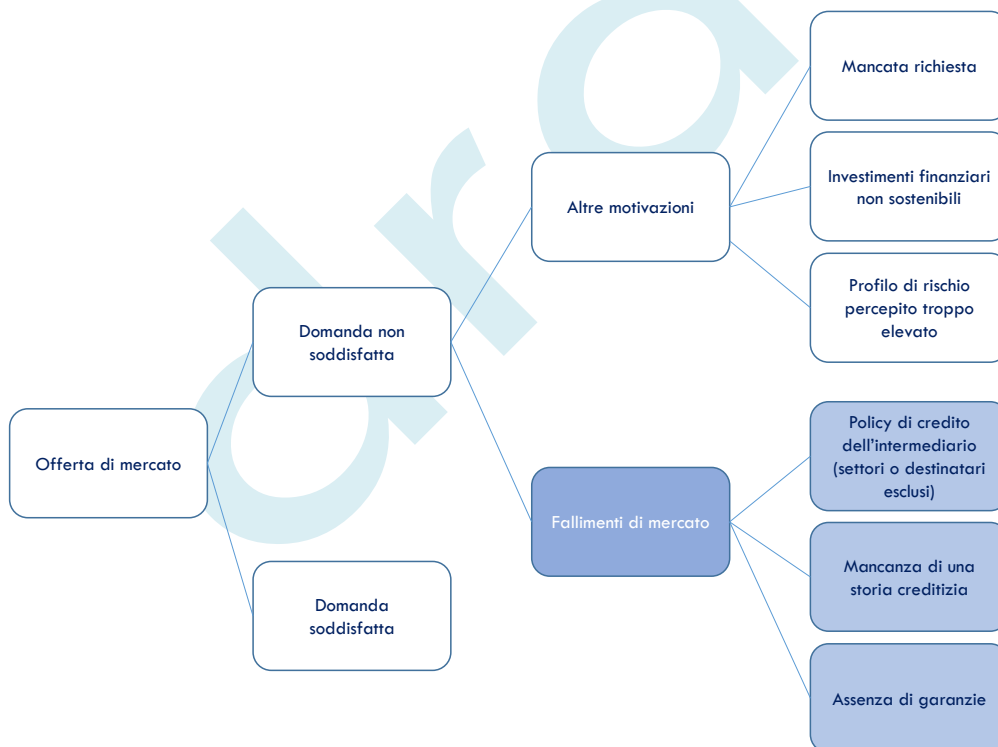 Mancata richiesta
Investimenti finanziari
non sostenibili
Altre motivazioni
Profilo di rischio
percepito troppo
elevato
Domanda non
soddisfatta
Offerta di mercato
Policy di credito
dell'intermediario
(settori o destinatari
esclusi)
Fallimenti di mercato
Mancanza di una
storia creditizia
Domanda
soddisfatta
Assenza di garanzie